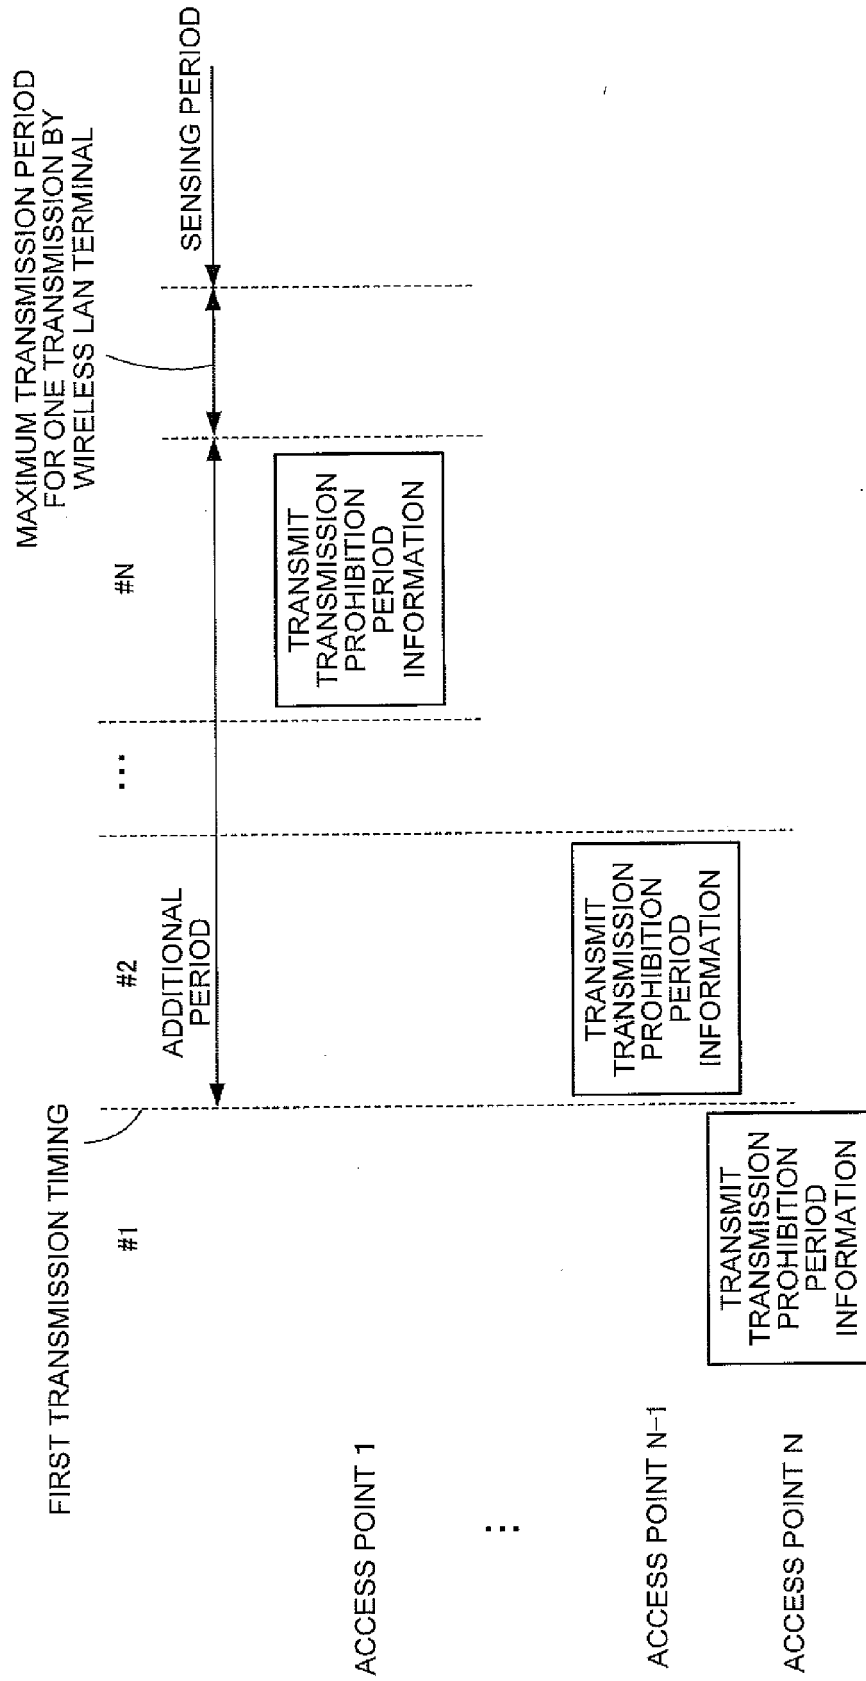 MAXIMUM TRANSMISSION PERIOD
FOR ONE TRANSMISSION BY
WIRELESS LAN TERMINAL
FIRST TRANSMISSION TIMING
#1
#2
...
#N
ADDITIONAL
PERIOD
SENSING PERIOD
ACCESS POINT 1
TRANSMIT
TRANSMISSION
PROHIBITION
PERIOD
INFORMATION
...
ACCESS POINT N-1
TRANSMIT
TRANSMISSION
PROHIBITION
PERIOD
INFORMATION
ACCESS POINT N
TRANSMIT
TRANSMISSION
PROHIBITION
PERIOD
INFORMATION